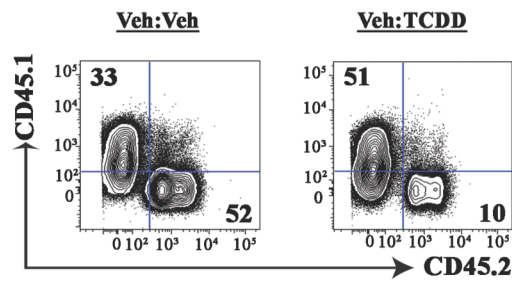 Veh:Veh Veh:TCDD
CD45.1
10⁵ 33 10⁵ 51
10⁴ 10⁴
10³ 10³
10² 10²
0 52 0 10
0 10² 10³ 10⁴ 10⁵ 0 10² 10³ 10⁴ 10⁵
CD45.2